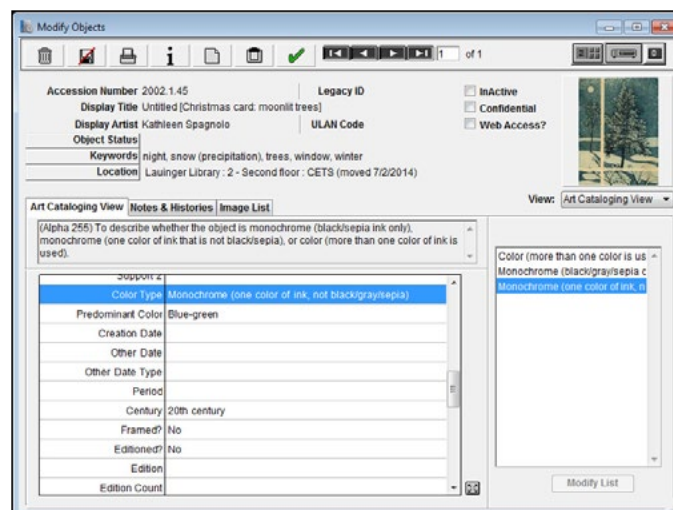 Modify Objects
1 of 1
Accession Number 2002.1.45 Legacy ID InActive
Display Title Untitled [Christmas card: moonlit trees] Confidential
Display Artist Kathleen Spagnolo ULAN Code Web Access?
Object Status
Keywords night, snow (precipitation), trees, window, winter
Location Lauinger Library : 2 - Second floor : CETS (moved 7/2/2014)
Art Cataloging View Notes & Histories Image List View: Art Cataloging View
(Alpha 255) To describe whether the object is monochrome (black/sepia ink only),
monochrome (one color of ink that is not black/sepia), or color (more than one color of ink is
used).
Color (more than one color is us
Monochrome (black/gray/sepia c
Monochrome (one color of ink, n
Support 2
Color Type Monochrome (one color of ink, not black/gray/sepia)
Predominant Color Blue-green
Creation Date
Other Date
Other Date Type
Period
Century 20th century
Framed? No
Editioned? No
Edition
Edition Count
Modify List